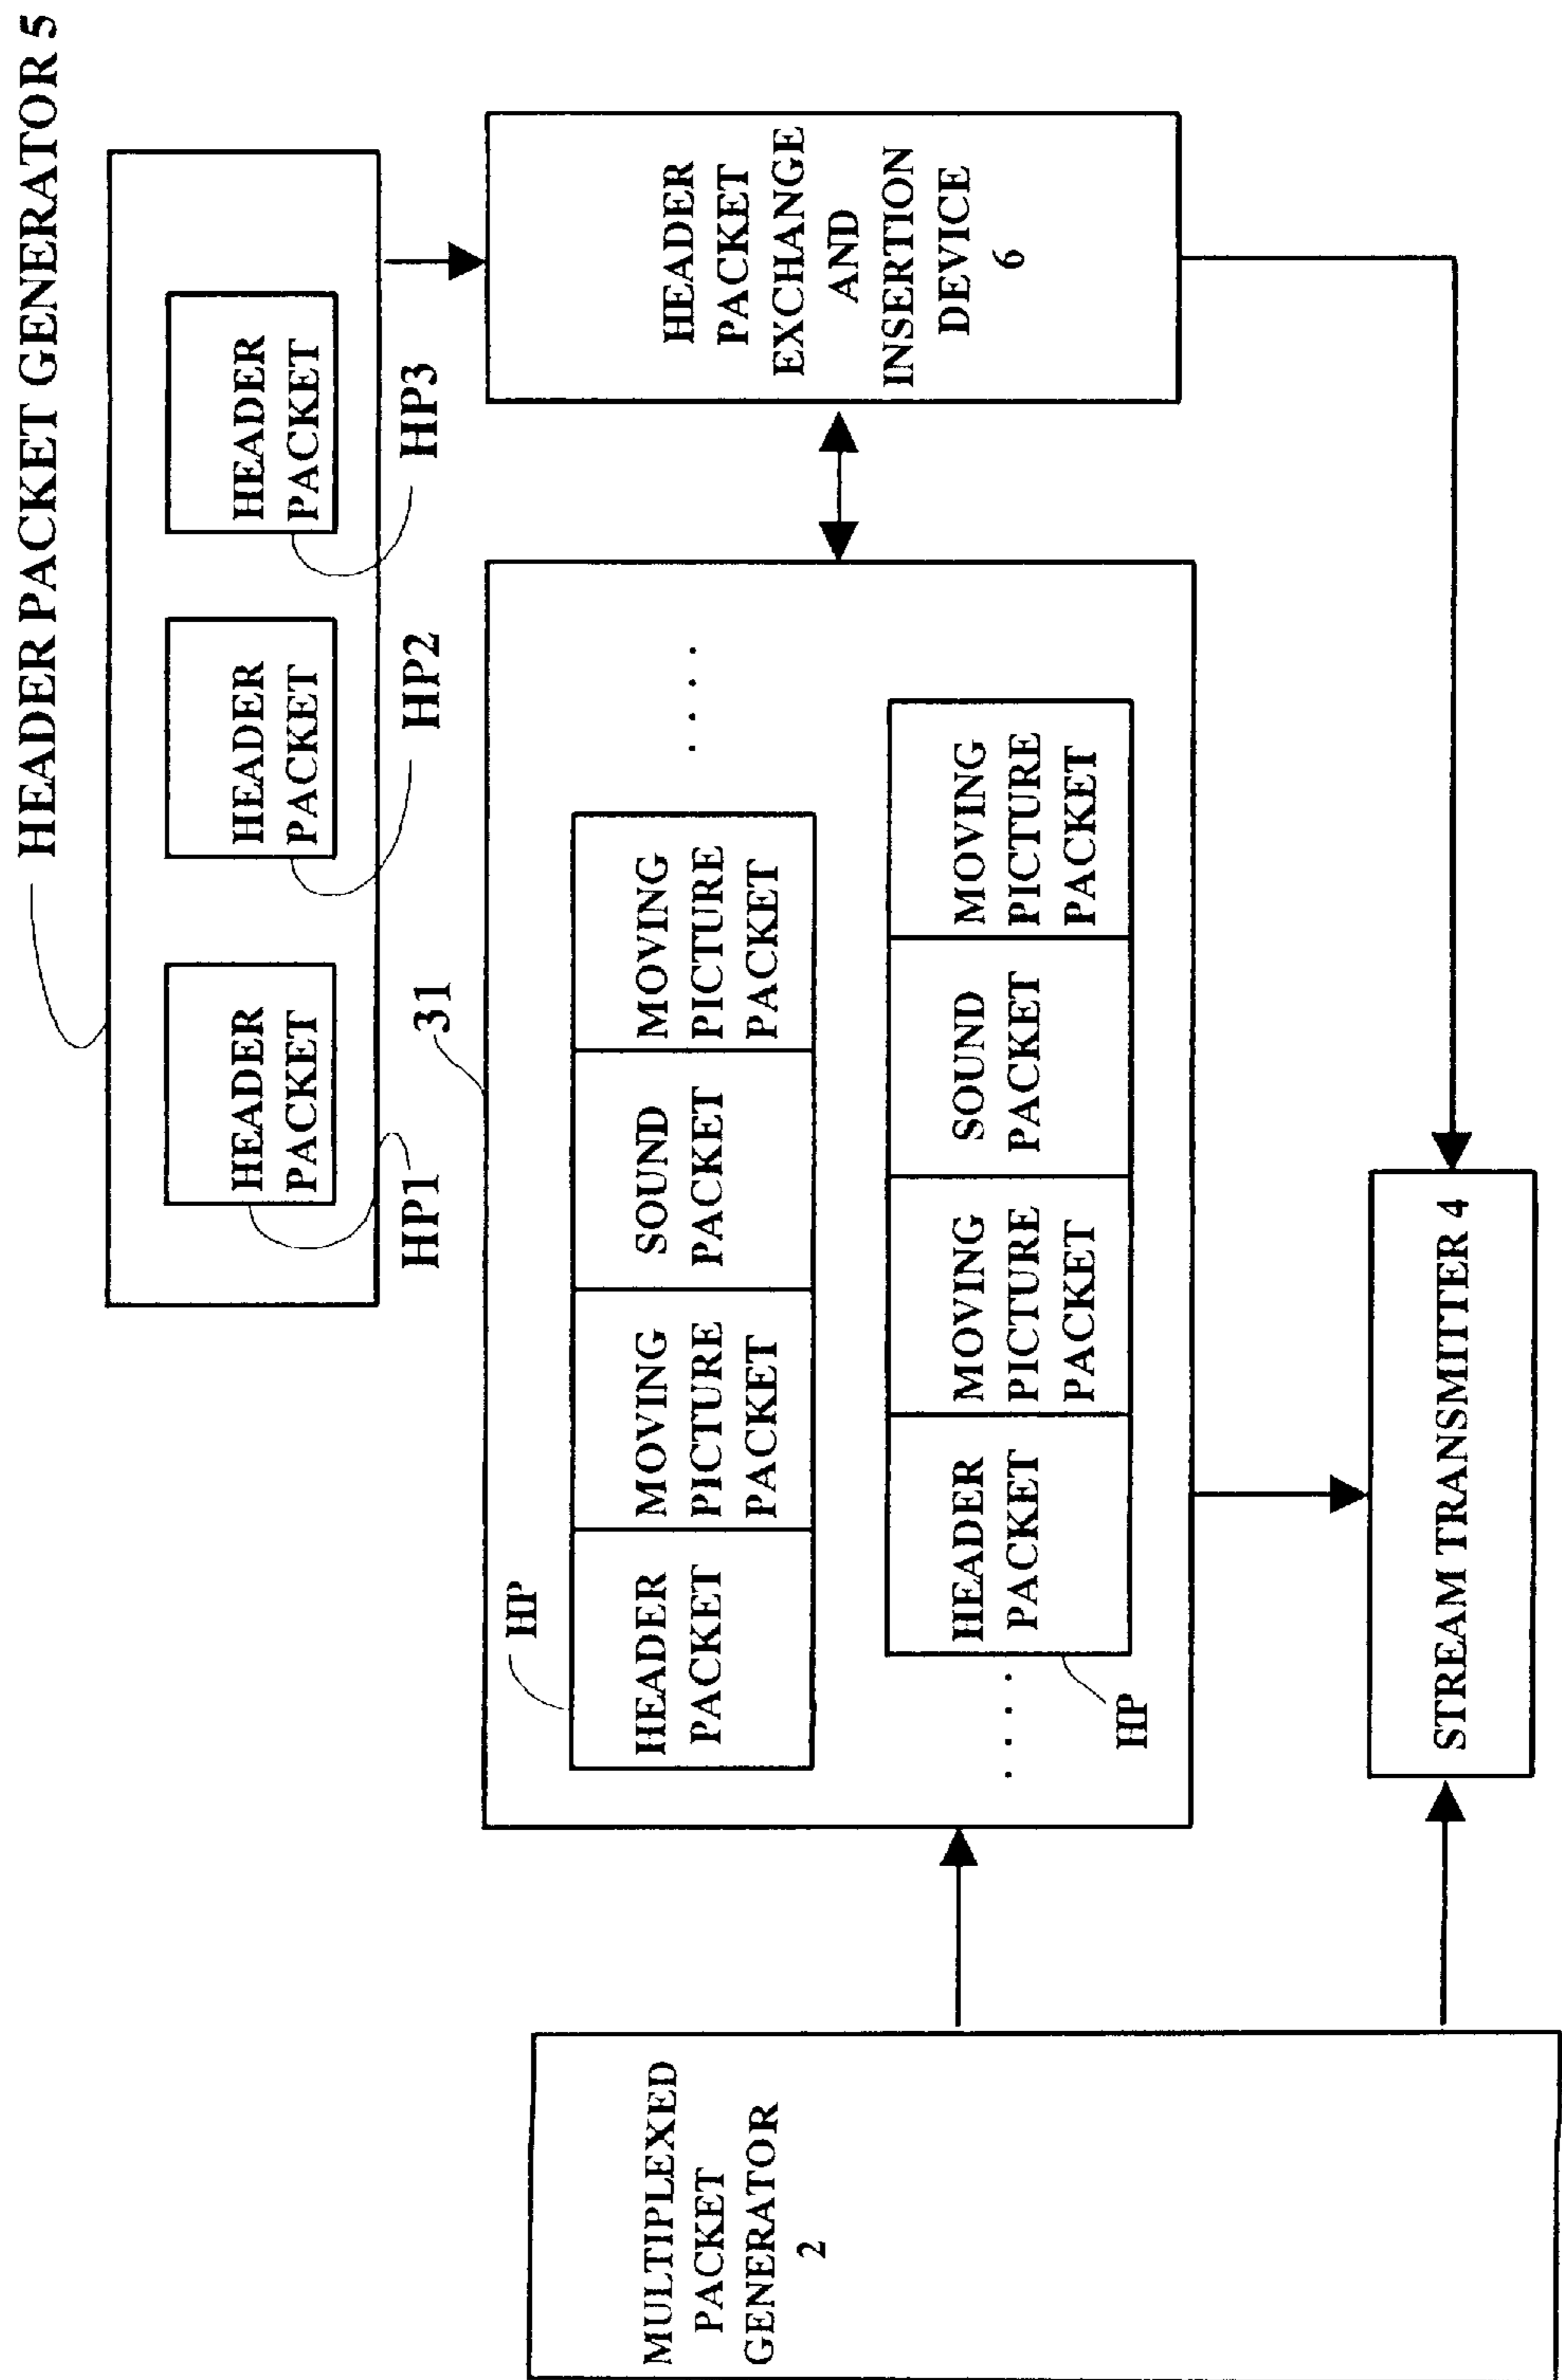 HEADER PACKET GENERATOR 5
HEADER
PACKET
HEADER
PACKET
HEADER
PACKET
HP1
HP2
HP3
31
HP
HEADER
PACKET
MOVING
PICTURE
PACKET
SOUND
PACKET
MOVING
PICTURE
PACKET
. . . .
. . . .
HEADER
PACKET
MOVING
PICTURE
PACKET
SOUND
PACKET
MOVING
PICTURE
PACKET
HP
HEADER
PACKET
EXCHANGE
AND
INSERTION
DEVICE
6
MULTIPLEXED
PACKET
GENERATOR
2
STREAM TRANSMITTER 4